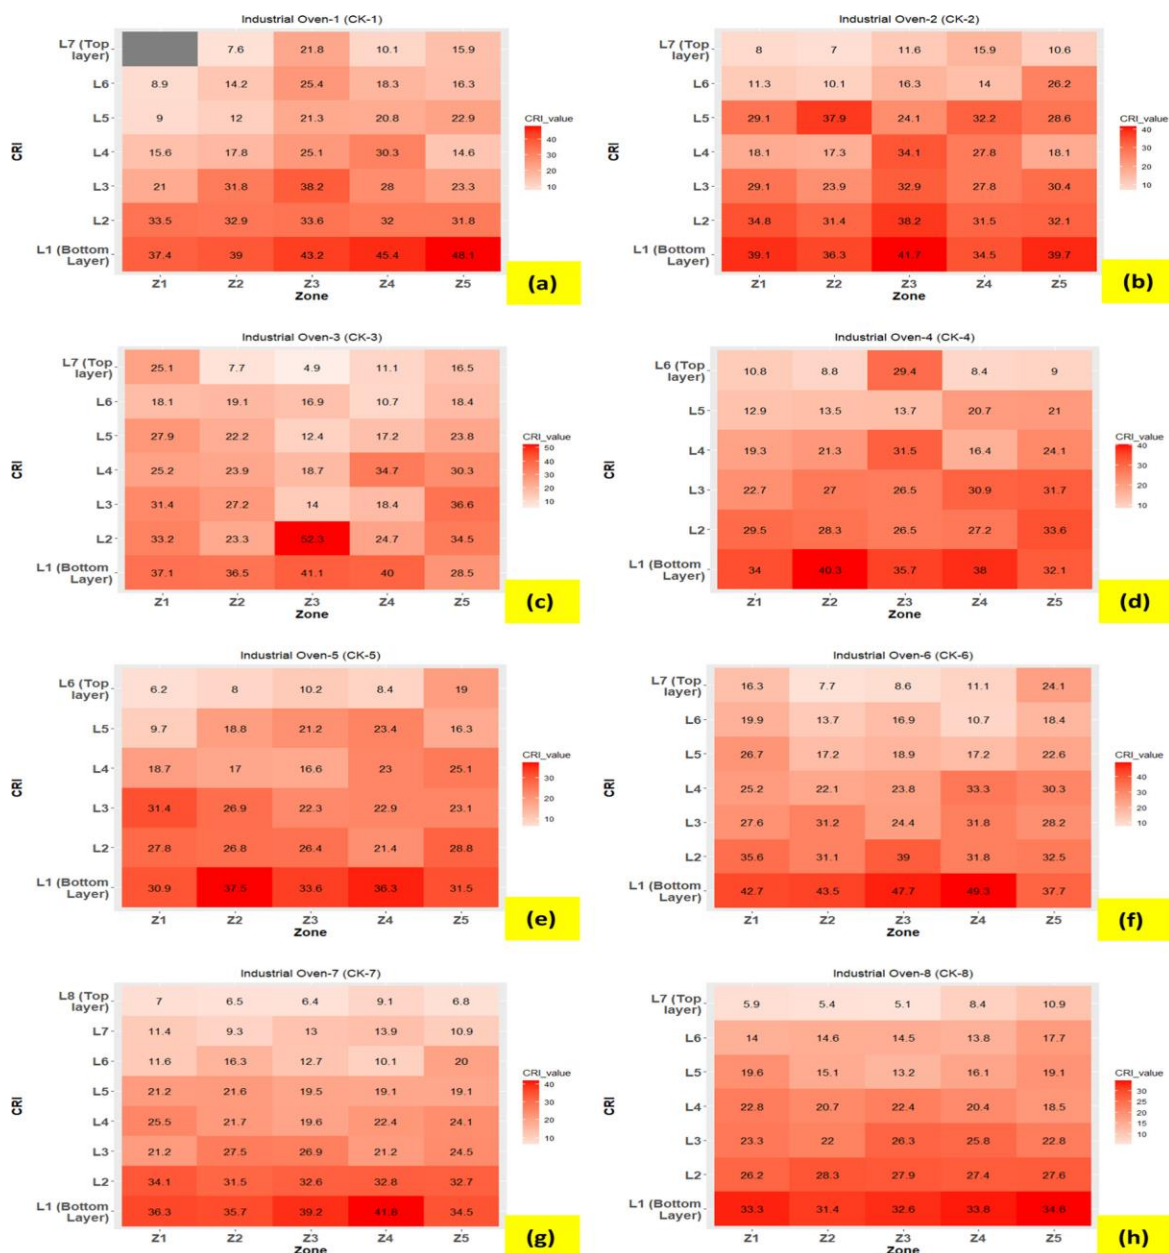 Industrial Oven-1 (CK-1)
L7 (Top layer) 7.6 21.8 10.1 15.9
L6 8.9 14.2 25.4 18.3 16.3
L5 9 12 21.3 20.8 22.9
L4 15.6 17.8 25.1 30.3 14.6
L3 21 31.8 38.2 28 23.3
L2 33.5 32.9 33.6 32 31.8
L1 (Bottom Layer) 37.4 39 43.2 45.4 48.1
Z1 Z2 Z3 Z4 Z5
Zone
CRI
CRI_value
40
30
20
10
(a)
Industrial Oven-2 (CK-2)
L7 (Top layer) 8 7 11.6 15.9 10.6
L6 11.3 10.1 16.3 14 26.2
L5 29.1 37.9 24.1 32.2 28.6
L4 18.1 17.3 34.1 27.8 18.1
L3 29.1 23.9 32.9 27.8 30.4
L2 34.8 31.4 38.2 31.5 32.1
L1 (Bottom Layer) 39.1 36.3 41.7 34.5 39.7
Z1 Z2 Z3 Z4 Z5
Zone
CRI
CRI_value
40
30
20
10
(b)
Industrial Oven-3 (CK-3)
L7 (Top layer) 25.1 7.7 4.9 11.1 16.5
L6 18.1 19.1 16.9 10.7 18.4
L5 27.9 22.2 12.4 17.2 23.8
L4 25.2 23.9 18.7 34.7 30.3
L3 31.4 27.2 14 18.4 36.6
L2 33.2 23.3 52.3 24.7 34.5
L1 (Bottom Layer) 37.1 36.5 41.1 40 28.5
Z1 Z2 Z3 Z4 Z5
Zone
CRI
CRI_value
50
40
30
20
10
(c)
Industrial Oven-4 (CK-4)
L6 (Top layer) 10.8 8.8 29.4 8.4 9
L5 12.9 13.5 13.7 20.7 21
L4 19.3 21.3 31.5 16.4 24.1
L3 22.7 27 26.5 30.9 31.7
L2 29.5 28.3 26.5 27.2 33.6
L1 (Bottom Layer) 34 40.3 35.7 38 32.1
Z1 Z2 Z3 Z4 Z5
Zone
CRI
CRI_value
40
30
20
10
(d)
Industrial Oven-5 (CK-5)
L6 (Top layer) 6.2 8 10.2 8.4 19
L5 9.7 18.8 21.2 23.4 16.3
L4 18.7 17 16.6 23 25.1
L3 31.4 26.9 22.3 22.9 23.1
L2 27.8 26.8 26.4 21.4 28.8
L1 (Bottom Layer) 30.9 37.5 33.6 36.3 31.5
Z1 Z2 Z3 Z4 Z5
Zone
CRI
CRI_value
30
20
10
(e)
Industrial Oven-6 (CK-6)
L7 (Top layer) 16.3 7.7 8.6 11.1 24.1
L6 19.9 13.7 16.9 10.7 18.4
L5 26.7 17.2 18.9 17.2 22.6
L4 25.2 22.1 23.8 33.3 30.3
L3 27.6 31.2 24.4 31.8 28.2
L2 35.6 31.1 39 31.8 32.5
L1 (Bottom Layer) 42.7 43.5 47.7 49.3 37.7
Z1 Z2 Z3 Z4 Z5
Zone
CRI
CRI_value
40
30
20
10
(f)
Industrial Oven-7 (CK-7)
L8 (Top layer) 7 6.5 6.4 9.1 6.8
L7 11.4 9.3 13 13.9 10.9
L6 11.6 16.3 12.7 10.1 20
L5 21.2 21.6 19.5 19.1 19.1
L4 25.5 21.7 19.6 22.4 24.1
L3 21.2 27.5 26.9 21.2 24.5
L2 34.1 31.5 32.6 32.8 32.7
L1 (Bottom Layer) 36.3 35.7 39.2 41.8 34.5
Z1 Z2 Z3 Z4 Z5
Zone
CRI
CRI_value
40
30
20
10
(g)
Industrial Oven-8 (CK-8)
L7 (Top layer) 5.9 5.4 5.1 8.4 10.9
L6 14 14.6 14.5 13.8 17.7
L5 19.6 15.1 13.2 16.1 19.1
L4 22.8 20.7 22.4 20.4 18.5
L3 23.3 22 26.3 25.8 22.8
L2 26.2 28.3 27.9 27.4 27.6
L1 (Bottom Layer) 33.3 31.4 32.6 33.8 34.8
Z1 Z2 Z3 Z4 Z5
Zone
CRI
CRI_value
30
25
20
15
10
(h)